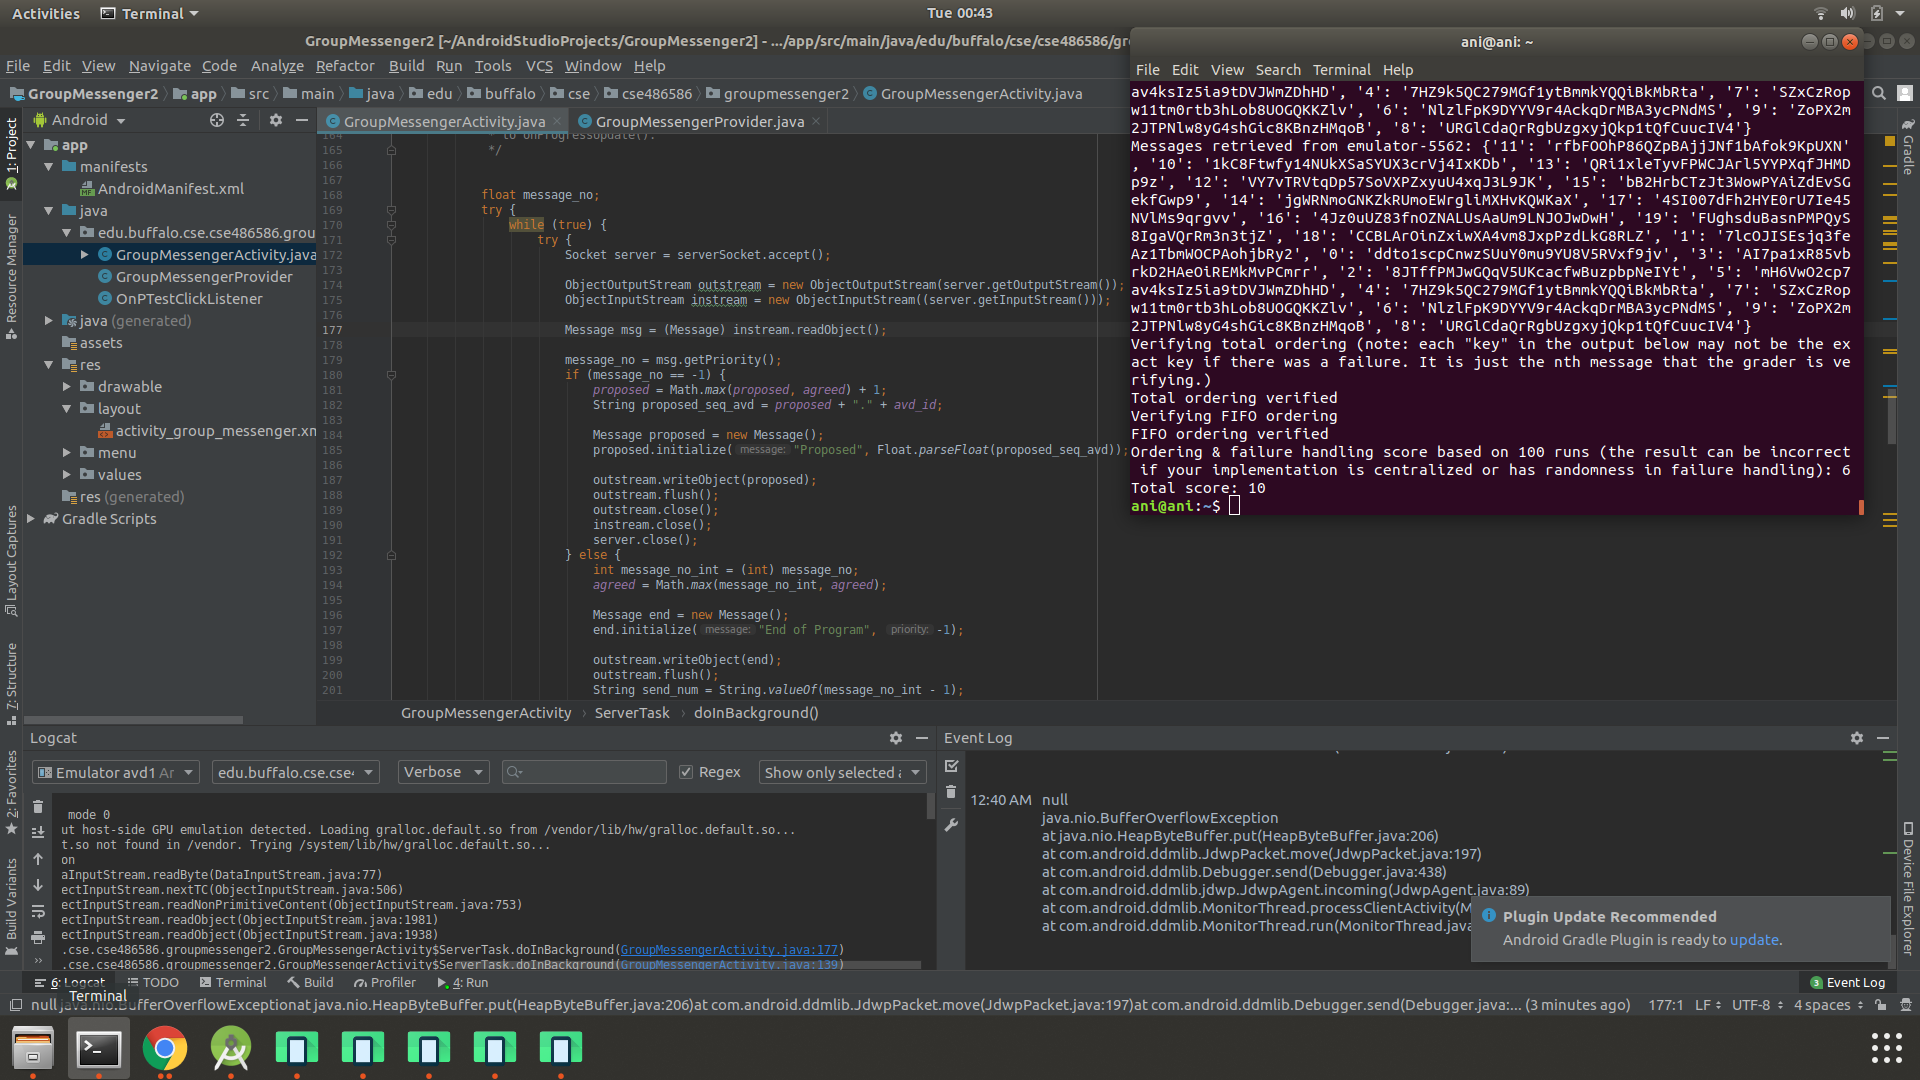 Activities
Terminal
Tue 00:43
GroupMessenger2 [~/AndroidStudioProjects/GroupMessenger2] - .../app/src/main/java/edu/buffalo/cse/cse486586/gr
File Edit View Navigate Code Analyze Refactor Build Run Tools VCS Window Help
GroupMessenger2 app src main java edu buffalo cse cse486586 groupmessenger2 GroupMessengerActivity.java
Android
GroupMessengerActivity.java
GroupMessengerProvider.java
1: Project
Resource Manager
Layout Captures
7: Structure
2: Favorites
Build Variants
app
manifests
AndroidManifest.xml
java
edu.buffalo.cse.cse486586.grou
GroupMessengerActivity.java
GroupMessengerProvider
OnPTestClickListener
java (generated)
assets
res
drawable
layout
activity_group_messenger.xm
menu
values
res (generated)
Gradle Scripts
164 * to onProgressUpdate().
165 */
166
167
168 float message_no;
169 try {
170 while (true) {
171 try {
172 Socket server = serverSocket.accept();
173
174 ObjectOutputStream outstream = new ObjectOutputStream(server.getOutputStream());
175 ObjectInputStream instream = new ObjectInputStream((server.getInputStream()));
176
177 Message msg = (Message) instream.readObject();
178
179 message_no = msg.getPriority();
180 if (message_no == -1) {
181 proposed = Math.max(proposed, agreed) + 1;
182 String proposed_seq_avd = proposed + "." + avd_id;
183
184 Message proposed = new Message();
185 proposed.initialize( message: "Proposed", Float.parseFloat(proposed_seq_avd));
186
187 outstream.writeObject(proposed);
188 outstream.flush();
189 outstream.close();
190 instream.close();
191 server.close();
192 } else {
193 int message_no_int = (int) message_no;
194 agreed = Math.max(message_no_int, agreed);
195
196 Message end = new Message();
197 end.initialize( message: "End of Program", priority: -1);
198
199 outstream.writeObject(end);
200 outstream.flush();
201 String send_num = String.valueOf(message_no_int - 1);
GroupMessengerActivity › ServerTask › doInBackground()
ani@ani: ~
File Edit View Search Terminal Help
av4ksIz5ia9tDVJWmZDhHD', '4': '7HZ9k5QC279MGf1ytBmmkYQQiBkMbRta', '7': 'SZxCzRop
w11tm0rtb3hLob8UOGQKKZlv', '6': 'NlzlFpK9DYYV9r4AckqDrMBA3ycPNdMS', '9': 'ZoPX2m
2JTPNlw8yG4shGic8KBnzHMqoB', '8': 'URGlCdaQrRgbUzgxyjQkp1tQfCuucIV4'}
Messages retrieved from emulator-5562: {'11': 'rfbFOOhP86QZpBAjjJNf1bAfok9KpUXN'
, '10': '1kC8Ftwfy14NUkXSaSYUX3crVj4IxKDb', '13': 'QRi1xleTyvFPWCJArl5YYPXqfJHMD
p9z', '12': 'VY7vTRVtqDp57SoVXPZxyuU4xqJ3L9JK', '15': 'bB2HrbCTzJt3WowPYAiZdEvSG
ekfGwp9', '14': 'jgWRNmoGNKZkRUmoEWrgliMXHvKQWKaX', '17': '4SI007dFh2HYE0rU7Ie45
NVlMs9qrgvv', '16': '4Jz0uUZ83fnOZNALUsAaUm9LNJOJwDwH', '19': 'FUghsduBasnPMPQyS
8IgaVQrRm3n3tjZ', '18': 'CCBLArOinZxiwXA4vm8JxpPzdLkG8RLZ', '1': '7lcOJISEsjq3fe
Az1TbmWOCPAohjbRy2', '0': 'ddto1scpCnwzSUuY0mu9YU8V5RVxf9jv', '3': 'AI7pa1xR85vb
rkD2HAeOiREMkMvPCmrr', '2': '8JTffPMJwGQqV5UKcacfwBuzpbpNeIYt', '5': 'mH6VwO2cp7
av4ksIz5ia9tDVJWmZDhHD', '4': '7HZ9k5QC279MGf1ytBmmkYQQiBkMbRta', '7': 'SZxCzRop
w11tm0rtb3hLob8UOGQKKZlv', '6': 'NlzlFpK9DYYV9r4AckqDrMBA3ycPNdMS', '9': 'ZoPX2m
2JTPNlw8yG4shGic8KBnzHMqoB', '8': 'URGlCdaQrRgbUzgxyjQkp1tQfCuucIV4'}
Verifying total ordering (note: each "key" in the output below may not be the ex
act key if there was a failure. It is just the nth message that the grader is ve
rifying.)
Total ordering verified
Verifying FIFO ordering
FIFO ordering verified
Ordering & failure handling score based on 100 runs (the result can be incorrect
if your implementation is centralized or has randomness in failure handling): 6
Total score: 10
ani@ani:~$
Gradle
Device File Explorer
Logcat
Emulator avd1 Ar
edu.buffalo.cse.cse4
Verbose
Regex
Show only selected a
mode 0
ut host-side GPU emulation detected. Loading gralloc.default.so from /vendor/lib/hw/gralloc.default.so...
t.so not found in /vendor. Trying /system/lib/hw/gralloc.default.so...
on
aInputStream.readByte(DataInputStream.java:77)
ectInputStream.nextTC(ObjectInputStream.java:506)
ectInputStream.readNonPrimitiveContent(ObjectInputStream.java:753)
ectInputStream.readObject(ObjectInputStream.java:1981)
ectInputStream.readObject(ObjectInputStream.java:1938)
.cse.cse486586.groupmessenger2.GroupMessengerActivity$ServerTask.doInBackground(GroupMessengerActivity.java:177)
.cse.cse486586.groupmessenger2.GroupMessengerActivity$ServerTask.doInBackground(GroupMessengerActivity.java:139)
Event Log
12:40 AM null
java.nio.BufferOverflowException
at java.nio.HeapByteBuffer.put(HeapByteBuffer.java:206)
at com.android.ddmlib.JdwpPacket.move(JdwpPacket.java:197)
at com.android.ddmlib.Debugger.send(Debugger.java:438)
at com.android.ddmlib.jdwp.JdwpAgent.incoming(JdwpAgent.java:89)
at com.android.ddmlib.MonitorThread.processClientActivity(M
at com.android.ddmlib.MonitorThread.run(MonitorThread.java
Plugin Update Recommended
Android Gradle Plugin is ready to update.
6: Logcat TODO Terminal Build Profiler 4: Run
3 Event Log
Terminal
null java.nio.BufferOverflowExceptionat java.nio.HeapByteBuffer.put(HeapByteBuffer.java:206)at com.android.ddmlib.JdwpPacket.move(JdwpPacket.java:197)at com.android.ddmlib.Debugger.send(Debugger.java:... (3 minutes ago)
177:1 LF UTF-8 4 spaces